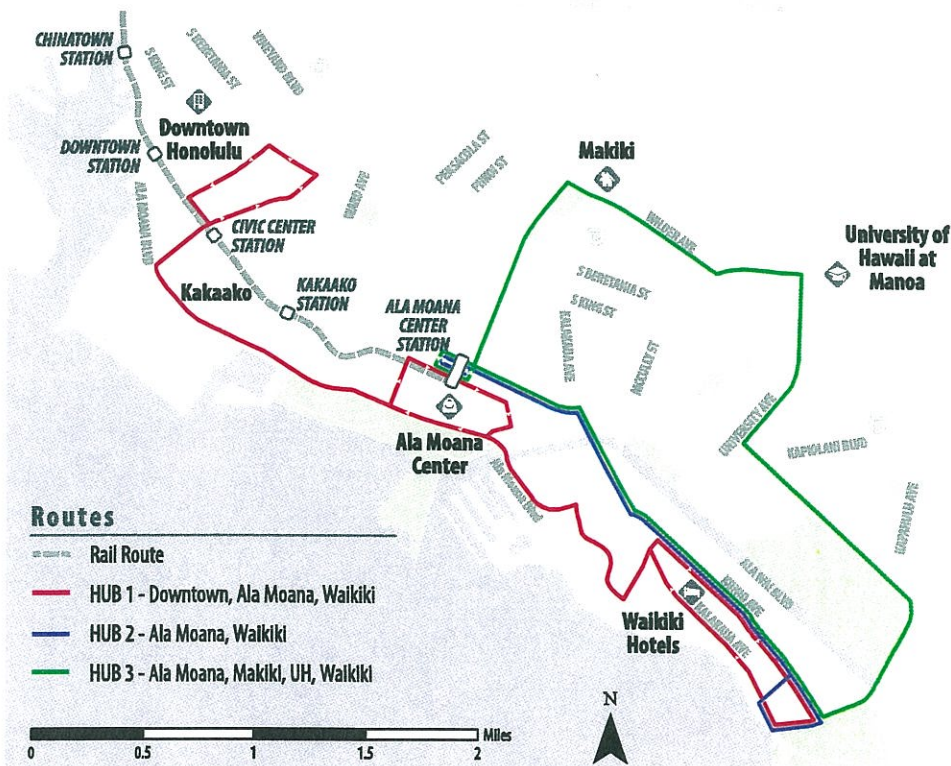 CHINATOWN
STATION
S KING ST
S BERETANIA ST
VINEYARD BLVD
Downtown
Honolulu
DOWNTOWN
STATION
ALA MOANA BLVD
WARD AVE
PENSACOLA ST
PIIKOI ST
Makiki
WILDER AVE
University of
Hawaii at
Manoa
CIVIC CENTER
STATION
Kakaako
KAKAAKO
STATION
ALA MOANA
CENTER
STATION
S BERETANIA ST
S KING ST
KALAKAUA AVE
MCCULLY ST
UNIVERSITY AVE
KAPIOLANI BLVD
KAPAHULU AVE
Ala Moana
Center
Ala Moana Blvd
ALA WAI BLVD
KUHIO AVE
KALAKAUA AVE
Waikiki
Hotels
Routes
Rail Route
HUB 1 - Downtown, Ala Moana, Waikiki
HUB 2 - Ala Moana, Waikiki
HUB 3 - Ala Moana, Makiki, UH, Waikiki
N
Miles
0 0.5 1 1.5 2